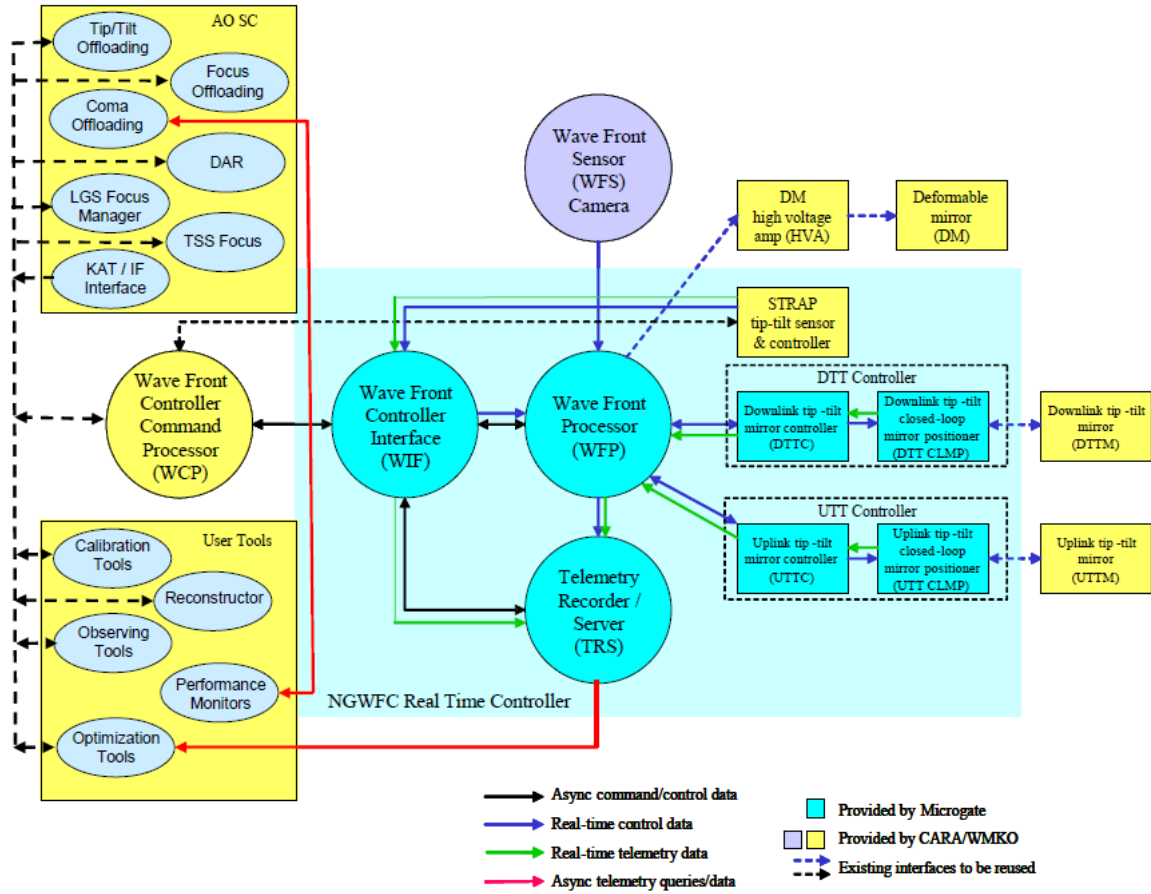 AO SC
Tip/Tilt
Offloading
Focus
Offloading
Coma
Offloading
DAR
LGS Focus
Manager
TSS Focus
KAT / IF
Interface
Wave Front
Sensor
(WFS)
Camera
DM
high voltage
amp (HVA)
Deformable
mirror
(DM)
STRAP
tip-tilt sensor
& controller
Wave Front
Controller
Command
Processor
(WCP)
Wave Front
Controller
Interface
(WIF)
Wave Front
Processor
(WFP)
DTT Controller
Downlink tip -tilt
mirror controller
(DTTC)
Downlink tip -tilt
closed-loop
mirror positioner
(DTT CLMP)
Downlink tip -tilt
mirror
(DTTM)
UTT Controller
Uplink tip -tilt
mirror controller
(UTTC)
Uplink tip -tilt
closed-loop
mirror positioner
(UTT CLMP)
Uplink tip -tilt
mirror
(UTTM)
Telemetry
Recorder /
Server
(TRS)
NGWFC Real Time Controller
User Tools
Calibration
Tools
Reconstructor
Observing
Tools
Performance
Monitors
Optimization
Tools
Async command/control data
Real-time control data
Real-time telemetry data
Async telemetry queries/data
Provided by Microgate
Provided by CARA/WMKO
Existing interfaces to be reused